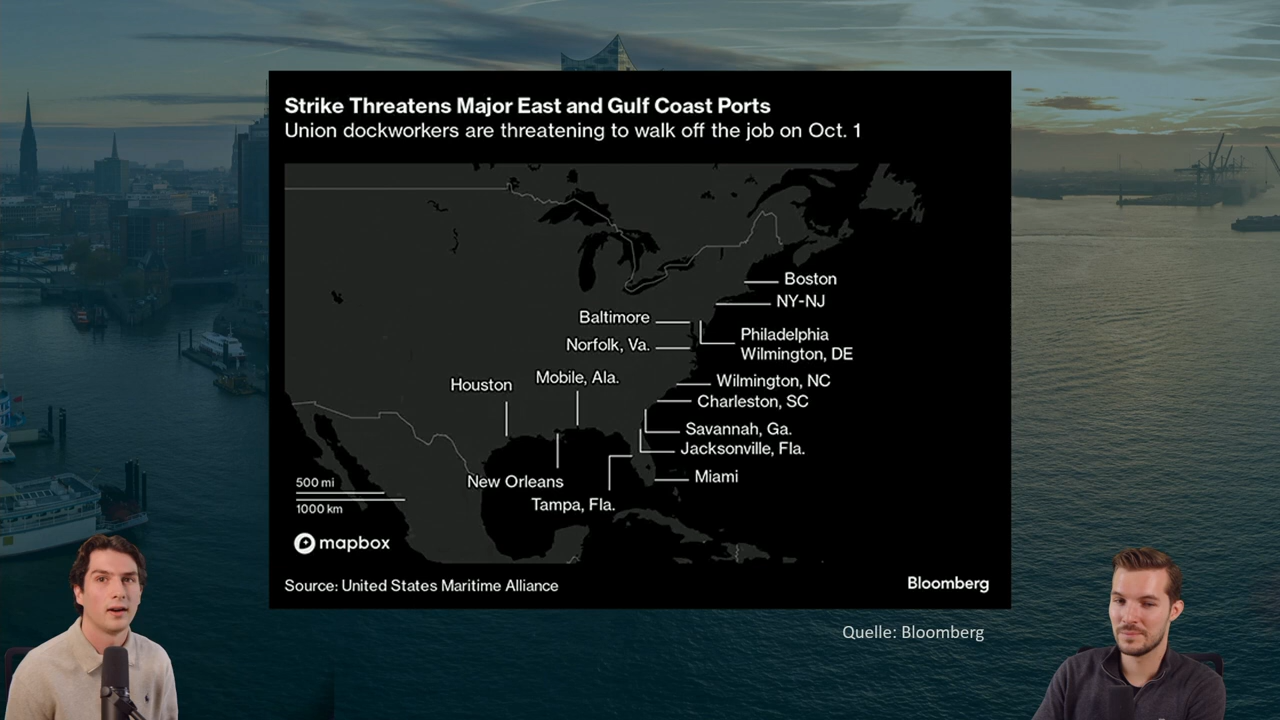 Strike Threatens Major East and Gulf Coast Ports
Union dockworkers are threatening to walk off the job on Oct. 1
Boston
NY-NJ
Baltimore
Philadelphia
Norfolk, Va.
Wilmington, DE
Mobile, Ala.
Wilmington, NC
Houston
Charleston, SC
Savannah, Ga.
Jacksonville, Fla.
Miami
New Orleans
Tampa, Fla.
500 mi
1000 km
mapbox
Source: United States Maritime Alliance
Bloomberg
Quelle: Bloomberg